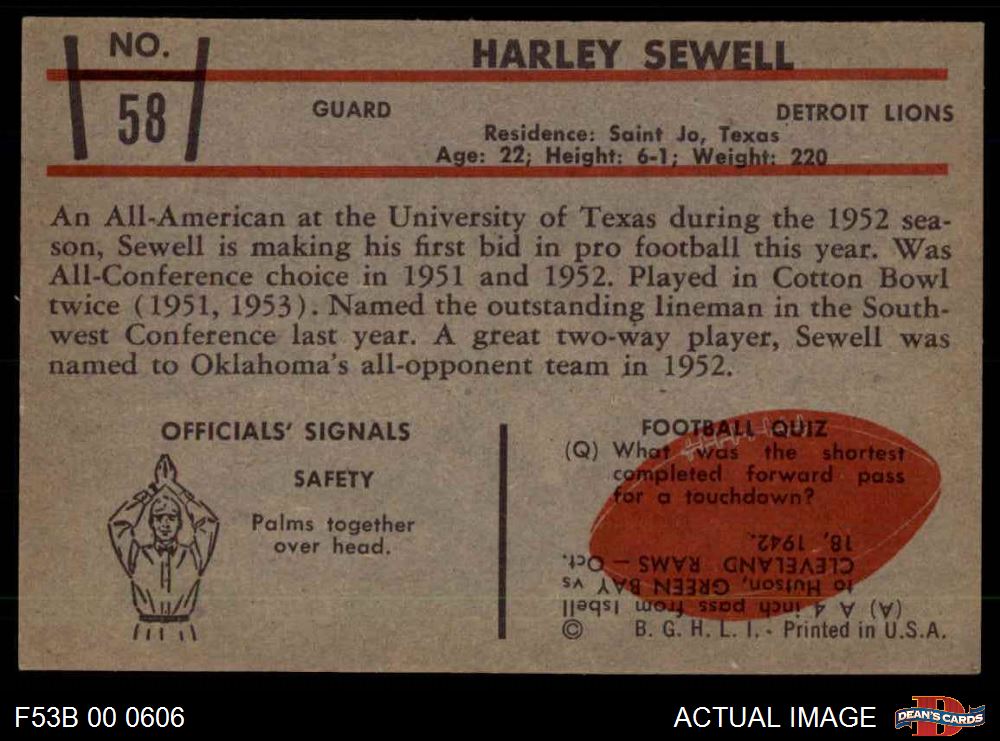 NO.
58
HARLEY SEWELL
GUARD
DETROIT LIONS
Residence: Saint Jo, Texas
Age: 22; Height: 6-1; Weight: 220
An All-American at the University of Texas during the 1952 sea-
son, Sewell is making his first bid in pro football this year. Was
All-Conference choice in 1951 and 1952. Played in Cotton Bowl
twice (1951, 1953). Named the outstanding lineman in the South-
west Conference last year. A great two-way player, Sewell was
named to Oklahoma's all-opponent team in 1952.
OFFICIALS' SIGNALS
SAFETY
Palms together
over head.
FOOTBALL QUIZ
(Q) What was the shortest
completed forward pass
for a touchdown?
(A) A 4 inch pass from Isbell
to Hutson, GREEN BAY vs
CLEVELAND RAMS — Oct.
18, 1942.
© B. G. H. L. I. - Printed in U.S.A.
F53B 00 0606
ACTUAL IMAGE
D
DEAN'S CARDS